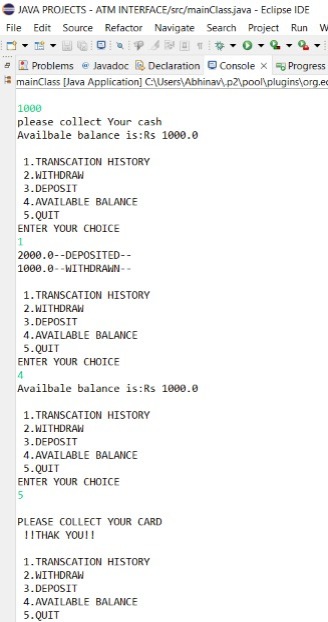 JAVA PROJECTS - ATM INTERFACE/src/mainClass.java - Eclipse IDE
File Edit Source Refactor Navigate Search Project Run W
Problems @ Javadoc Declaration Console × Progress
mainClass [Java Application] C:\Users\Abhinav\.p2\pool\plugins\org.ec
1000
please collect Your cash
Availbale balance is:Rs 1000.0
1.TRANSCATION HISTORY
2.WITHDRAW
3.DEPOSIT
4.AVAILABLE BALANCE
5.QUIT
ENTER YOUR CHOICE
1
2000.0--DEPOSITED--
1000.0--WITHDRAWN--
1.TRANSCATION HISTORY
2.WITHDRAW
3.DEPOSIT
4.AVAILABLE BALANCE
5.QUIT
ENTER YOUR CHOICE
4
Availbale balance is:Rs 1000.0
1.TRANSCATION HISTORY
2.WITHDRAW
3.DEPOSIT
4.AVAILABLE BALANCE
5.QUIT
ENTER YOUR CHOICE
5
PLEASE COLLECT YOUR CARD
!!THAK YOU!!
1.TRANSCATION HISTORY
2.WITHDRAW
3.DEPOSIT
4.AVAILABLE BALANCE
5.QUIT